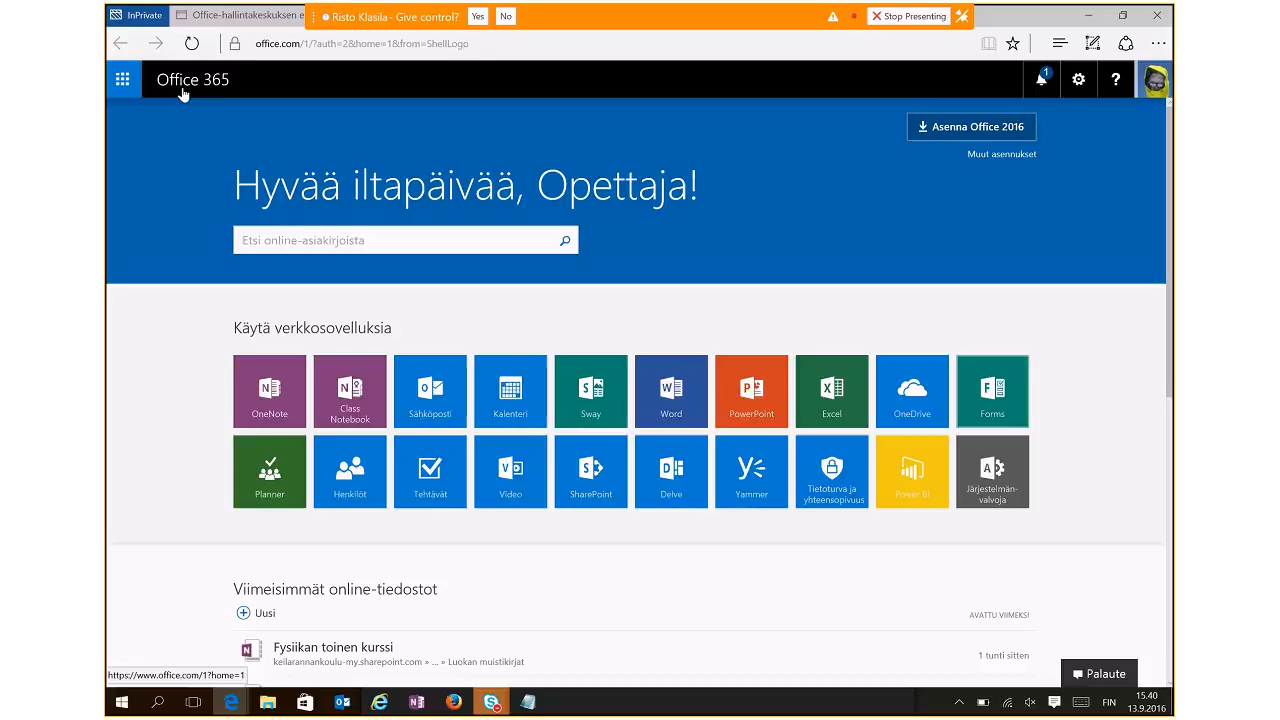 InPrivate
Office-hallintakeskuksen e
Risto Klasila - Give control?
Yes
No
Stop Presenting
office.com/1/?auth=2&home=1&from=ShellLogo
Office 365
1
?
Asenna Office 2016
Muut asennukset
Hyvää iltapäivää, Opettaja!
Etsi online-asiakirjoista
Käytä verkkosovelluksia
OneNote
Class
Notebook
Sähköposti
Kalenteri
Sway
Word
PowerPoint
Excel
OneDrive
Forms
Planner
Henkilöt
Tehtävät
Video
SharePoint
Delve
Yammer
Tietoturva ja
yhteensopivuus
Power BI
Järjestelmän-
valvoja
Viimeisimmät online-tiedostot
Uusi
AVATTU VIIMEKSI
Fysiikan toinen kurssi
keilarannankoulu-my.sharepoint.com » ... » Luokan muistikirjat
1 tunti sitten
https://www.office.com/1?home=1
Palaute
FIN
15.40
13.9.2016